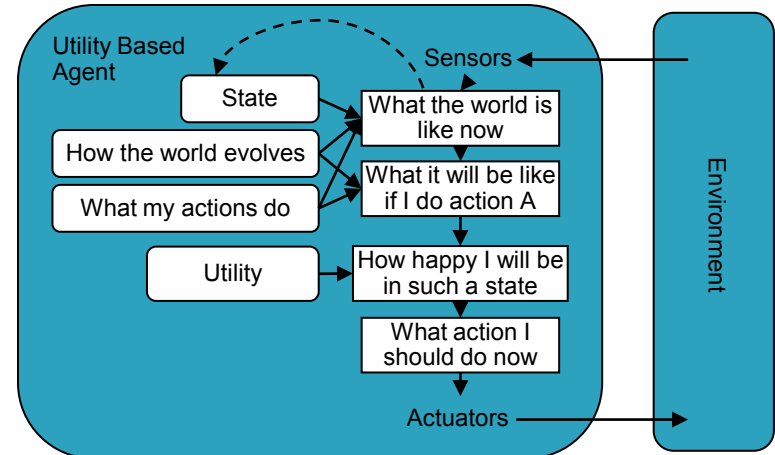 Utility Based
Agent
Sensors
State
What the world is
like now
How the world evolves
What it will be like
if I do action A
What my actions do
Utility
How happy I will be
in such a state
What action I
should do now
Actuators
Environment